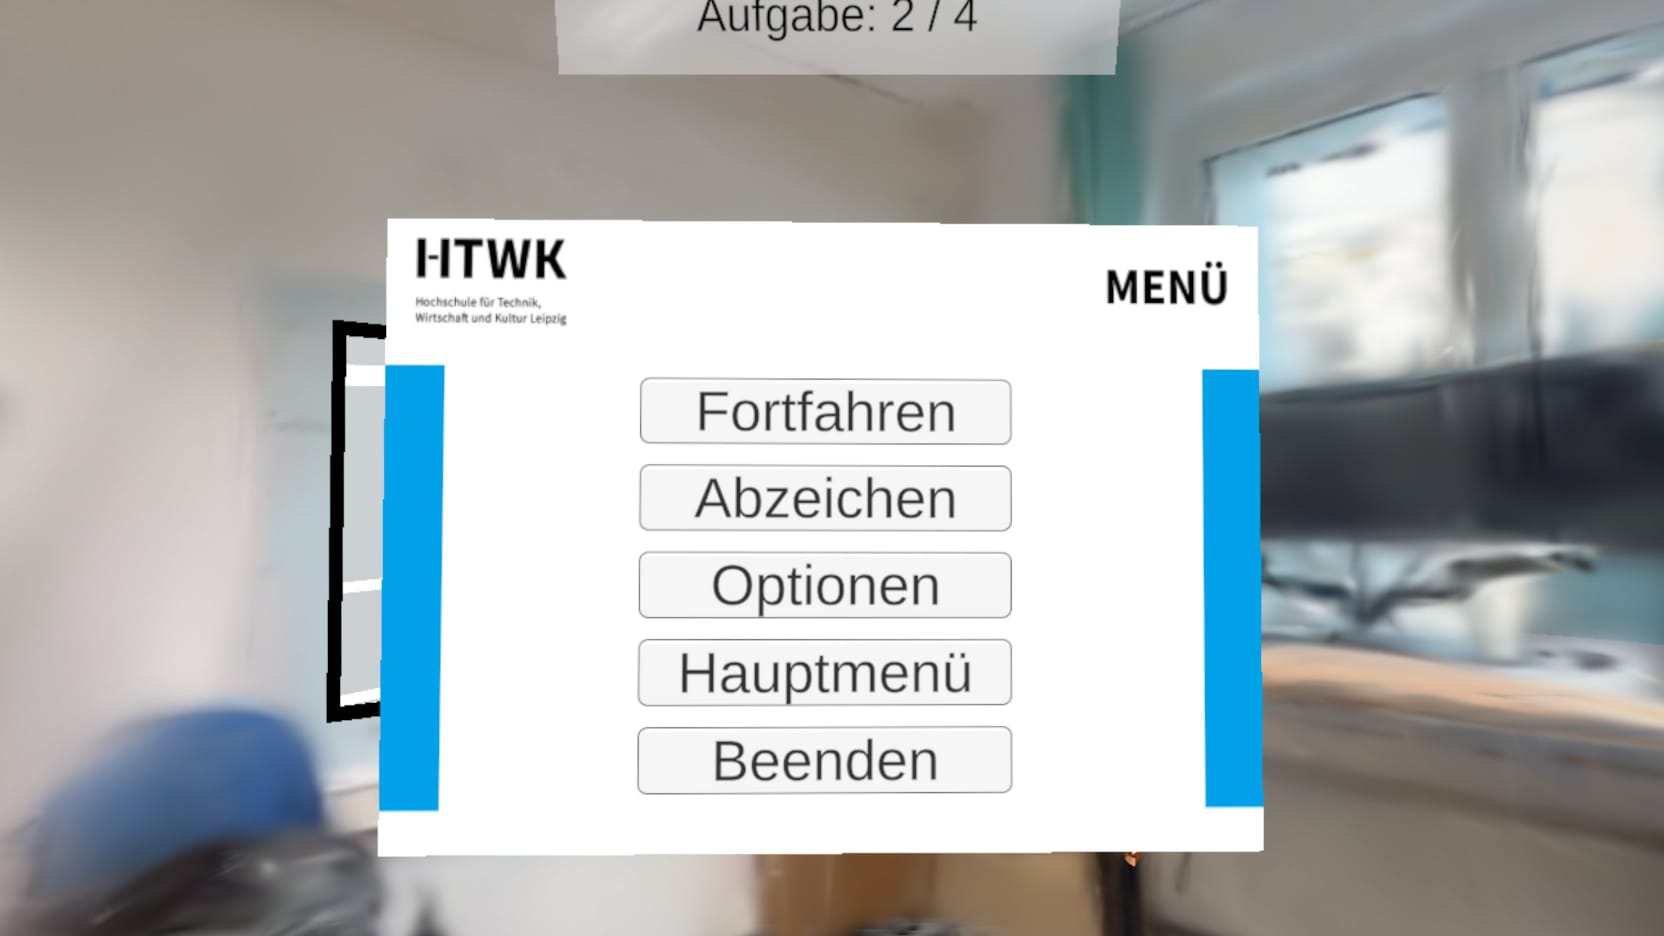 Aufgabe: 2 / 4
HTWK
Hochschule für Technik,
Wirtschaft und Kultur Leipzig
MENÜ
Fortfahren
Abzeichen
Optionen
Hauptmenü
Beenden